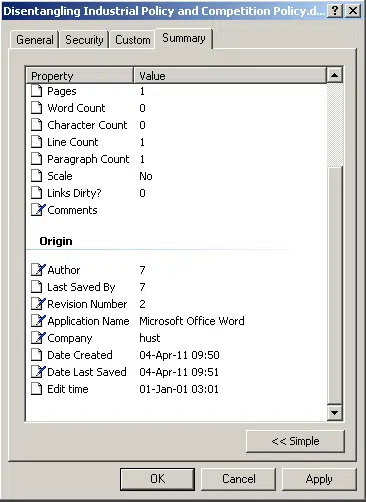 Disentangling Industrial Policy and Competition Policy.d... ? X
General Security Custom Summary
Property Value
Pages 1
Word Count 0
Character Count 0
Line Count 1
Paragraph Count 1
Scale No
Links Dirty? 0
Comments
Origin
Author 7
Last Saved By 7
Revision Number 2
Application Name Microsoft Office Word
Company hust
Date Created 04-Apr-11 09:50
Date Last Saved 04-Apr-11 09:51
Edit time 01-Jan-01 03:01
<< Simple
OK Cancel Apply